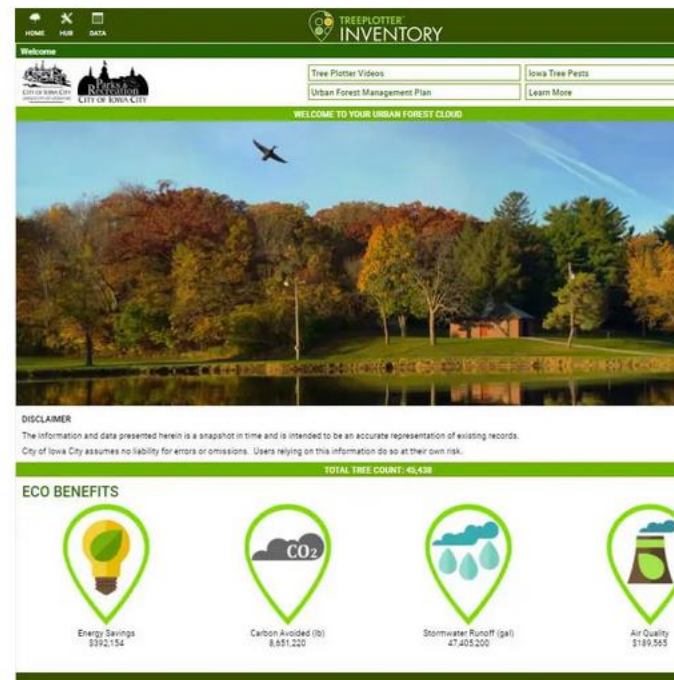 TREEPLOTTER
INVENTORY
HOME HUB DATA
Welcome
CITY OF IOWA CITY
Parks &
Recreation
CITY OF IOWA CITY
Tree Plotter Videos
Iowa Tree Pests
Urban Forest Management Plan
Learn More
WELCOME TO YOUR URBAN FOREST CLOUD
DISCLAIMER
The information and data presented herein is a snapshot in time and is intended to be an accurate representation of existing records.
City of Iowa City assumes no liability for errors or omissions. Users relying on this information do so at their own risk.
TOTAL TREE COUNT: 45,438
ECO BENEFITS
CO2
Energy Savings
$392,154
Carbon Avoided (lb)
8,651,220
Stormwater Runoff (gal)
47,405,200
Air Quality
$189,565